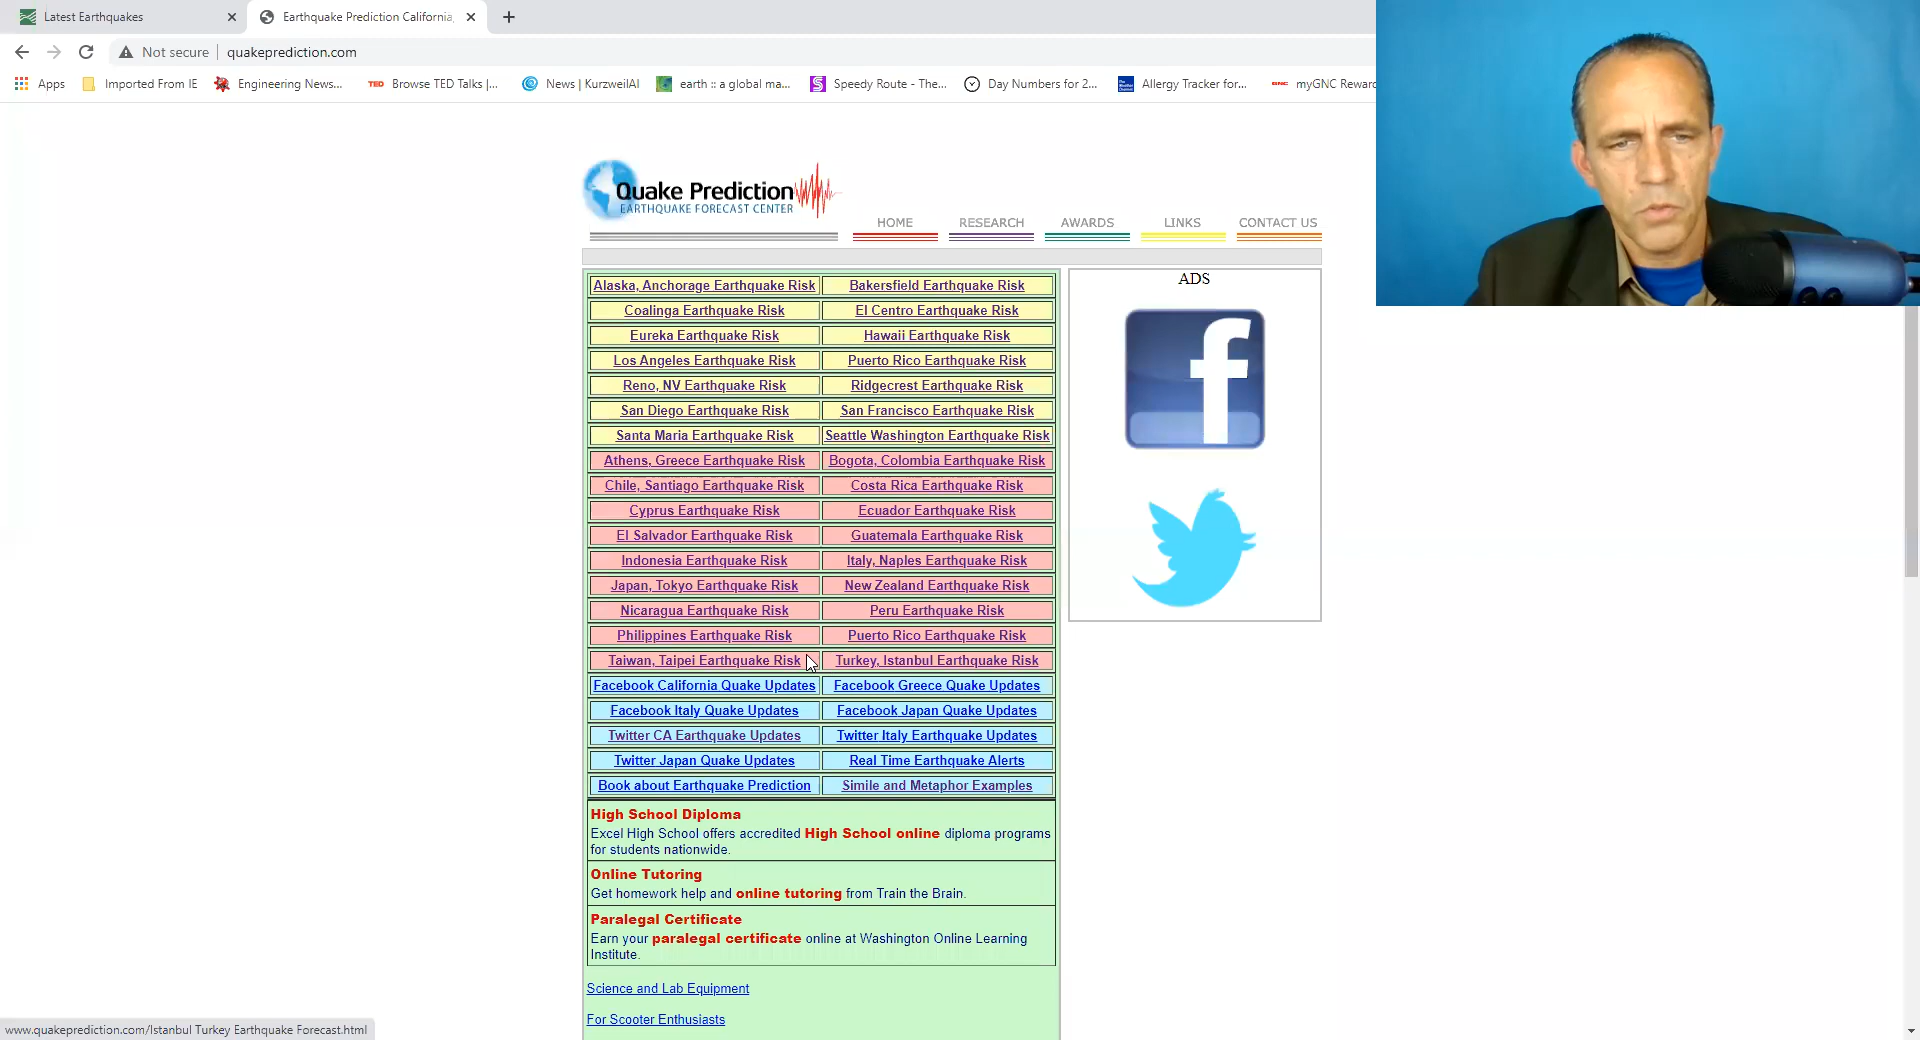 Latest Earthquakes
Earthquake Prediction California,
Not secure
quakeprediction.com
Apps
Imported From IE
Engineering News...
TED
Browse TED Talks |...
News | KurzweilAI
earth :: a global ma...
Speedy Route - The...
Day Numbers for 2...
Allergy Tracker for...
GNC
myGNC Rewar
Quake Prediction
EARTHQUAKE FORECAST CENTER
HOME
RESEARCH
AWARDS
LINKS
CONTACT US
Alaska, Anchorage Earthquake Risk
Bakersfield Earthquake Risk
Coalinga Earthquake Risk
El Centro Earthquake Risk
Eureka Earthquake Risk
Hawaii Earthquake Risk
Los Angeles Earthquake Risk
Puerto Rico Earthquake Risk
Reno, NV Earthquake Risk
Ridgecrest Earthquake Risk
San Diego Earthquake Risk
San Francisco Earthquake Risk
Santa Maria Earthquake Risk
Seattle Washington Earthquake Risk
Athens, Greece Earthquake Risk
Bogota, Colombia Earthquake Risk
Chile, Santiago Earthquake Risk
Costa Rica Earthquake Risk
Cyprus Earthquake Risk
Ecuador Earthquake Risk
El Salvador Earthquake Risk
Guatemala Earthquake Risk
Indonesia Earthquake Risk
Italy, Naples Earthquake Risk
Japan, Tokyo Earthquake Risk
New Zealand Earthquake Risk
Nicaragua Earthquake Risk
Peru Earthquake Risk
Philippines Earthquake Risk
Puerto Rico Earthquake Risk
Taiwan, Taipei Earthquake Risk
Turkey, Istanbul Earthquake Risk
Facebook California Quake Updates
Facebook Greece Quake Updates
Facebook Italy Quake Updates
Facebook Japan Quake Updates
Twitter CA Earthquake Updates
Twitter Italy Earthquake Updates
Twitter Japan Quake Updates
Real Time Earthquake Alerts
Book about Earthquake Prediction
Simile and Metaphor Examples
High School Diploma
Excel High School offers accredited High School online diploma programs
for students nationwide.
Online Tutoring
Get homework help and online tutoring from Train the Brain.
Paralegal Certificate
Earn your paralegal certificate online at Washington Online Learning
Institute.
Science and Lab Equipment
For Scooter Enthusiasts
ADS
f
www.quakeprediction.com/Istanbul Turkey Earthquake Forecast.html